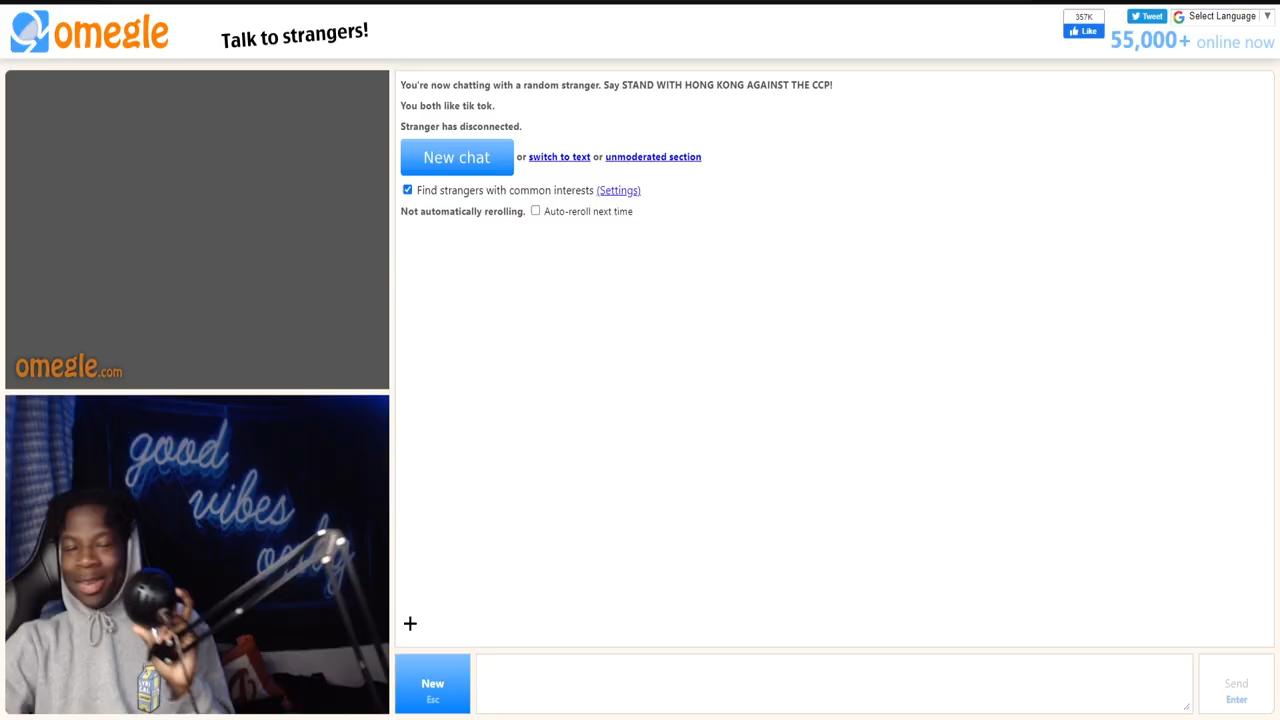 omegle
Talk to strangers!
357K
Like
Tweet
Select Language
55,000+ online now
You're now chatting with a random stranger. Say STAND WITH HONG KONG AGAINST THE CCP!
You both like tik tok.
Stranger has disconnected.
New chat or switch to text or unmoderated section
Find strangers with common interests (Settings)
Not automatically rerolling. Auto-reroll next time
omegle.com
good
vibes
only
LYRICAL
New
Esc
Send
Enter